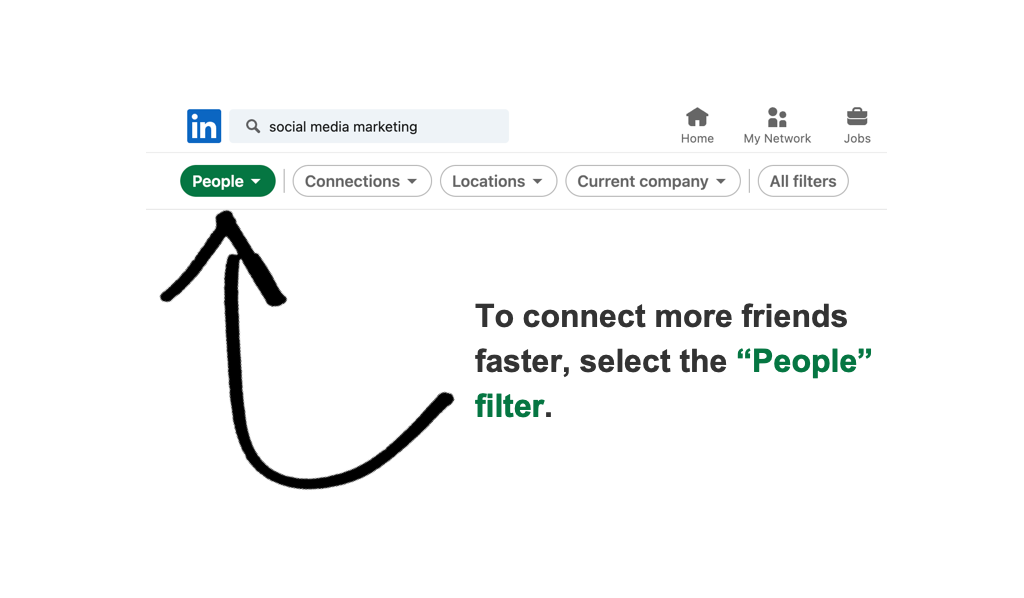 in
social media marketing
Home
My Network
Jobs
People
Connections
Locations
Current company
All filters
To connect more friends
faster, select the “People”
filter.